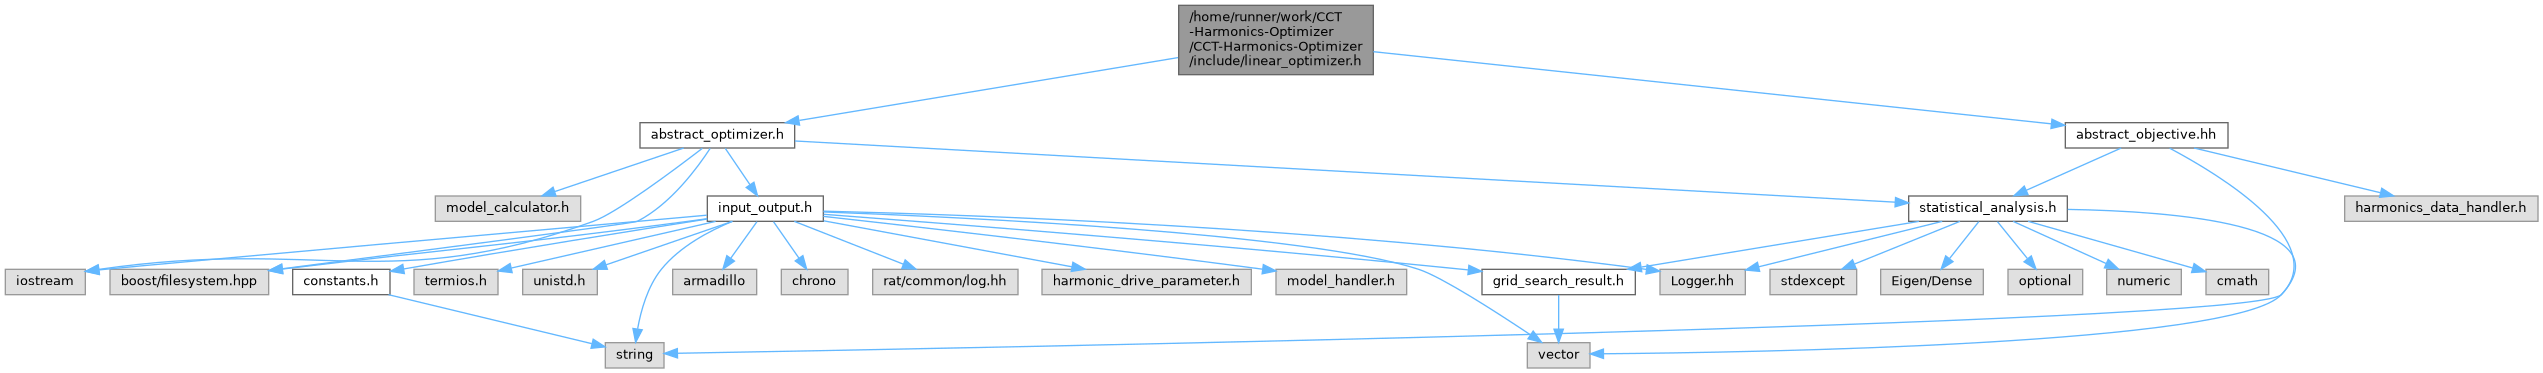 /home/runner/work/CCT
-Harmonics-Optimizer
/CCT-Harmonics-Optimizer
/include/linear_optimizer.h
abstract_optimizer.h
abstract_objective.hh
model_calculator.h
input_output.h
statistical_analysis.h
harmonics_data_handler.h
iostream
boost/filesystem.hpp
constants.h
termios.h
unistd.h
armadillo
chrono
rat/common/log.hh
harmonic_drive_parameter.h
model_handler.h
grid_search_result.h
Logger.hh
stdexcept
Eigen/Dense
optional
numeric
cmath
string
vector